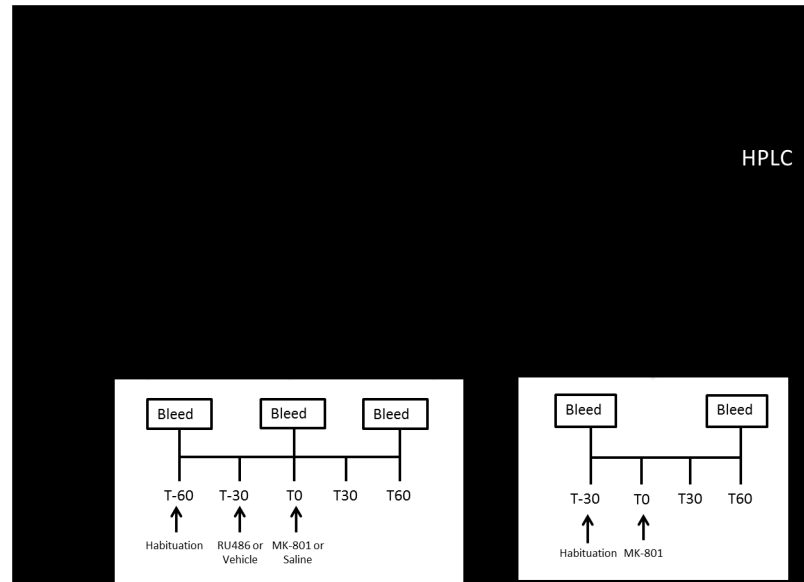 HPLC
Bleed Bleed Bleed
T-60 T-30 T0 T30 T60
Habituation RU486 or MK-801 or
Vehicle Saline
Bleed Bleed
T-30 T0 T30 T60
Habituation MK-801